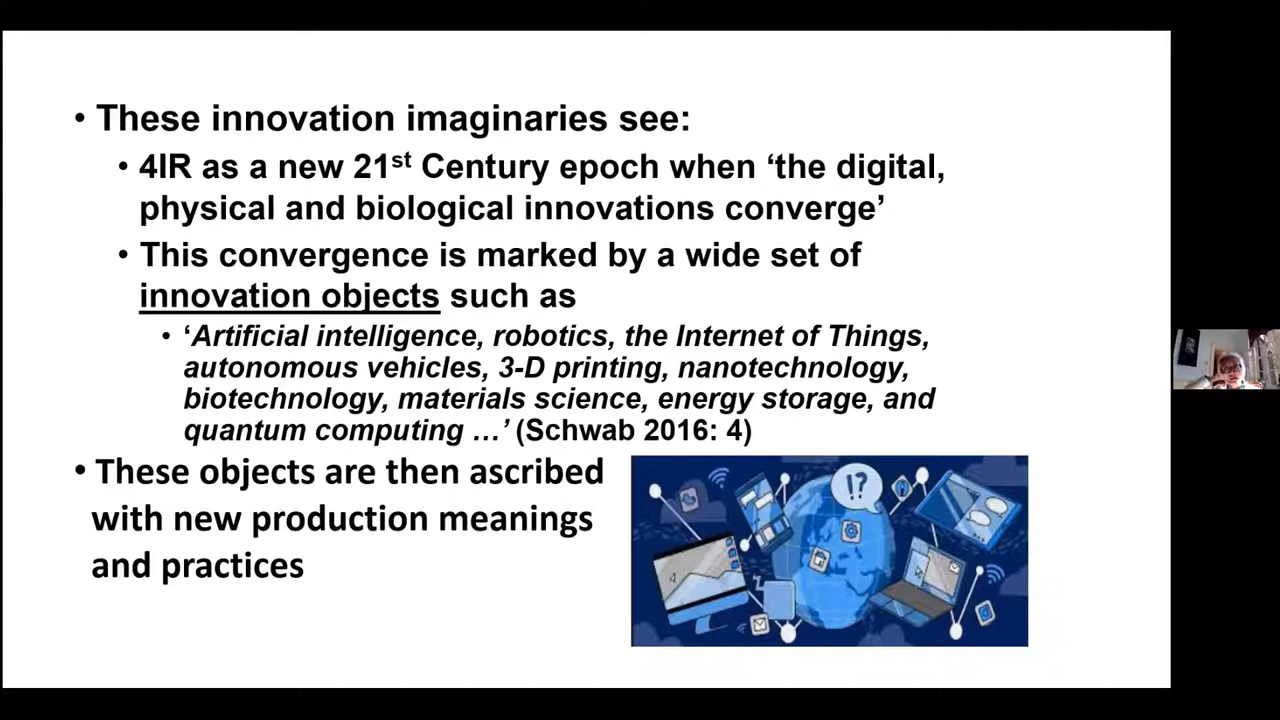 • These innovation imaginaries see:
• 4IR as a new 21st Century epoch when ‘the digital,
physical and biological innovations converge’
• This convergence is marked by a wide set of
innovation objects such as
• ‘Artificial intelligence, robotics, the Internet of Things,
autonomous vehicles, 3-D printing, nanotechnology,
biotechnology, materials science, energy storage, and
quantum computing …’ (Schwab 2016: 4)
• These objects are then ascribed
with new production meanings
and practices
!?